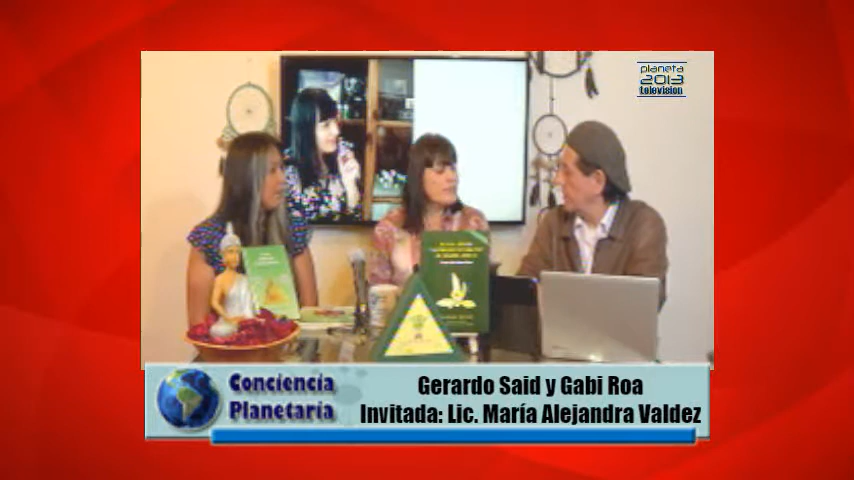 planeta
2013
television
Conciencia
Planetaria
Gerardo Said y Gabi Roa
Invitada: Lic. María Alejandra Valdez